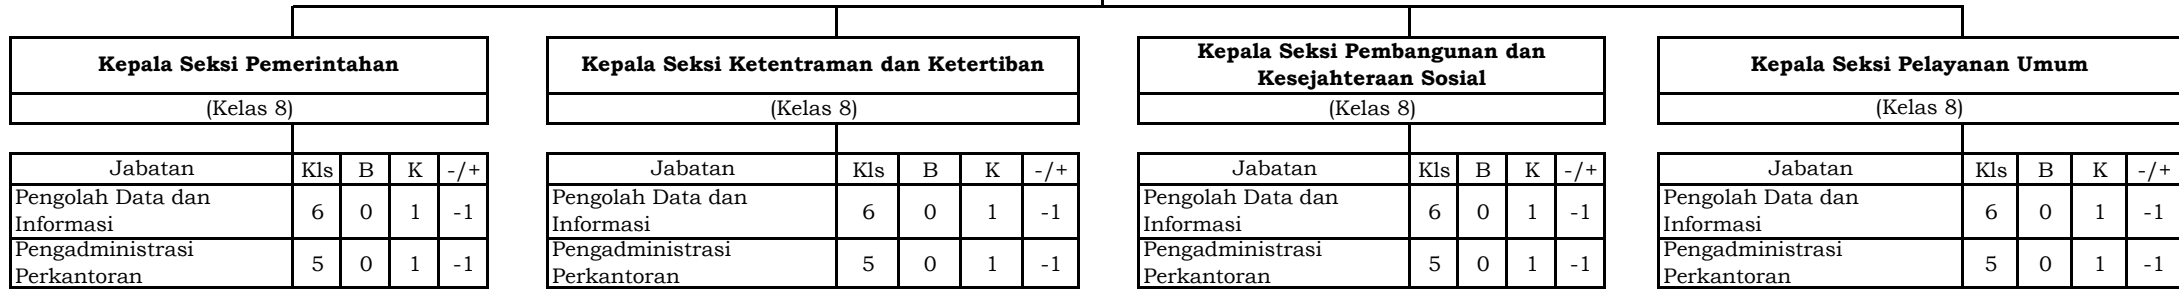 Kepala Seksi Pemerintahan
(Kelas 8)
Jabatan Kls B K -/+
Pengolah Data dan
Informasi 6 0 1 -1
Pengadministrasi
Perkantoran 5 0 1 -1
Kepala Seksi Ketentraman dan Ketertiban
(Kelas 8)
Jabatan Kls B K -/+
Pengolah Data dan
Informasi 6 0 1 -1
Pengadministrasi
Perkantoran 5 0 1 -1
Kepala Seksi Pembangunan dan
Kesejahteraan Sosial
(Kelas 8)
Jabatan Kls B K -/+
Pengolah Data dan
Informasi 6 0 1 -1
Pengadministrasi
Perkantoran 5 0 1 -1
Kepala Seksi Pelayanan Umum
(Kelas 8)
Jabatan Kls B K -/+
Pengolah Data dan
Informasi 6 0 1 -1
Pengadministrasi
Perkantoran 5 0 1 -1